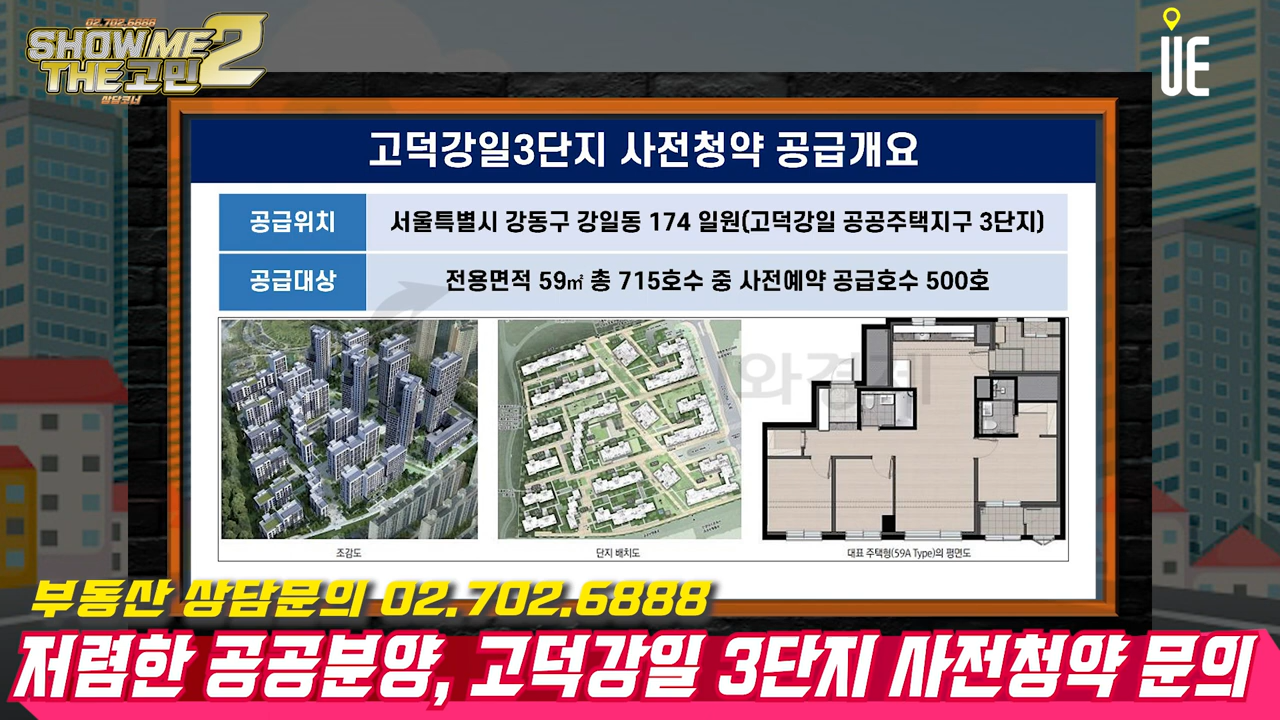 02.702.6888
SHOW ME
THE고민2
상담코너
UE
고덕강일3단지 사전청약 공급개요
공급위치
서울특별시 강동구 강일동 174 일원(고덕강일 공공주택지구 3단지)
공급대상
전용면적 59㎡ 총 715호수 중 사전예약 공급호수 500호
와경제
조감도
단지 배치도
대표 주택형(59A Type)의 평면도
부동산 상담문의 02.702.6888
저렴한 공공분양, 고덕강일 3단지 사전청약 문의